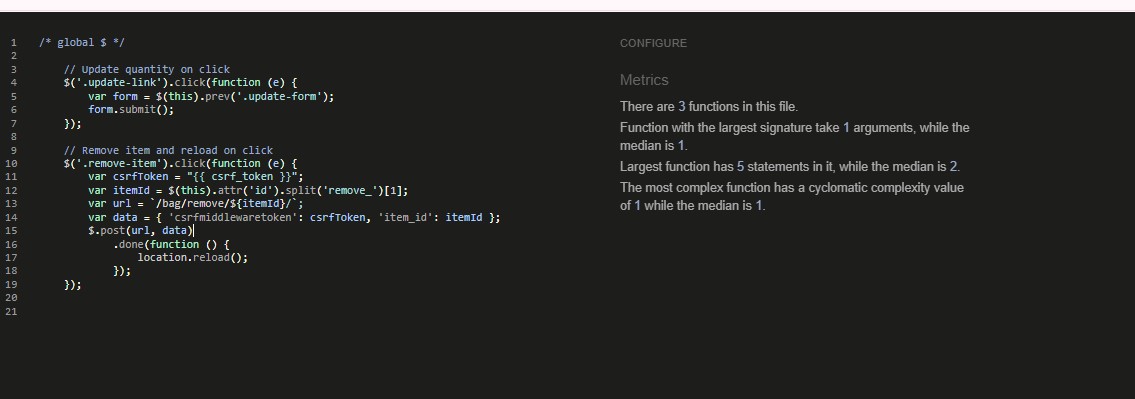 1 /* global $ */
2
3 // Update quantity on click
4 $('.update-link').click(function (e) {
5 var form = $(this).prev('.update-form');
6 form.submit();
7 });
8
9 // Remove item and reload on click
10 $('.remove-item').click(function (e) {
11 var csrfToken = "{{ csrf_token }}";
12 var itemId = $(this).attr('id').split('remove_')[1];
13 var url = `/bag/remove/${itemId}/`;
14 var data = { 'csrfmiddlewaretoken': csrfToken, 'item_id': itemId };
15 $.post(url, data)
16 .done(function () {
17 location.reload();
18 });
19 });
20
21
CONFIGURE
Metrics
There are 3 functions in this file.
Function with the largest signature take 1 arguments, while the
median is 1.
Largest function has 5 statements in it, while the median is 2.
The most complex function has a cyclomatic complexity value
of 1 while the median is 1.